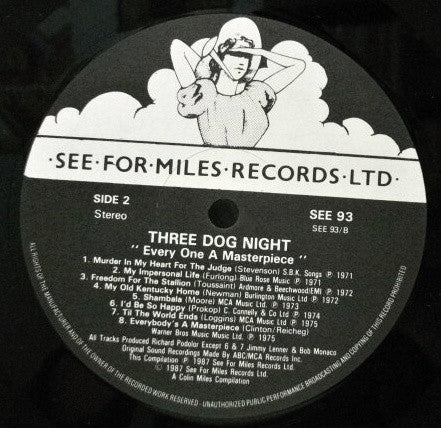 ·SEE·FOR·MILES·RECORDS·LTD·
SIDE 2
Stereo
SEE 93
SEE 93/B
THREE DOG NIGHT
" Every One A Masterpiece "
1. Murder In My Heart For The Judge (Stevenson) S.B.K. Songs ℗ 1971
2. My Impersonal Life (Furlong) Blue Rose Music ℗ 1971
3. Freedom For The Stallion (Toussaint) Ardmore & Beechwood/EMI ℗ 1972
4. My Old Kentucky Home (Newman) Burlington Music Ltd ℗ 1972
5. Shambala (Moore) MCA Music Ltd. ℗ 1973
6. I'd Be So Happy (Prokop) C. Connelly & Co Ltd ℗ 1974
7. Til The World Ends (Loggins) MCA Music ℗ 1975
8. Everybody's A Masterpiece (Clinton/Reicheg)
Warner Bros Music Music Ltd. ℗ 1975
All Tracks Produced Richard Podolor Except 6 & 7 Jimmy Lenner & Bob Monaco
Original Sound Recordings Made By ABC/MCA Records Inc.
This Compilation ℗ 1987 See For Miles Records Ltd.
© 1987 See For Miles Records Ltd.
A Colin Miles Compilation
ALL RIGHTS OF THE MANUFACTURER AND OF THE OWNER OF THE RECORDED WORK RESERVED - UNAUTHORIZED PUBLIC PERFORMANCE BROADCASTING AND COPYING OF THIS RECORD PROHIBITED